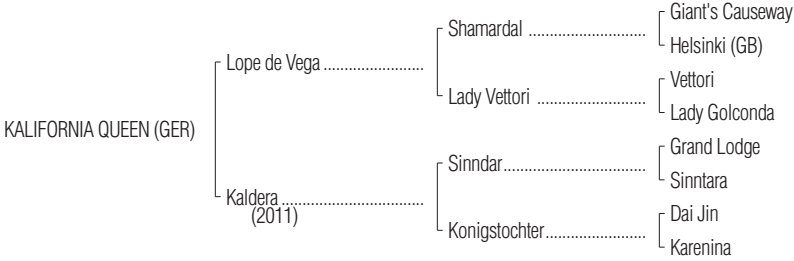 Giant's Causeway
Shamardal ............................
Helsinki (GB)
Lope de Vega ........................
Vettori
Lady Vettori ..........................
Lady Golconda
KALIFORNIA QUEEN (GER)
Grand Lodge
Sinndar..................................
Sinntara
Kaldera ..................................
(2011)
Dai Jin
Konigstochter........................
Karenina